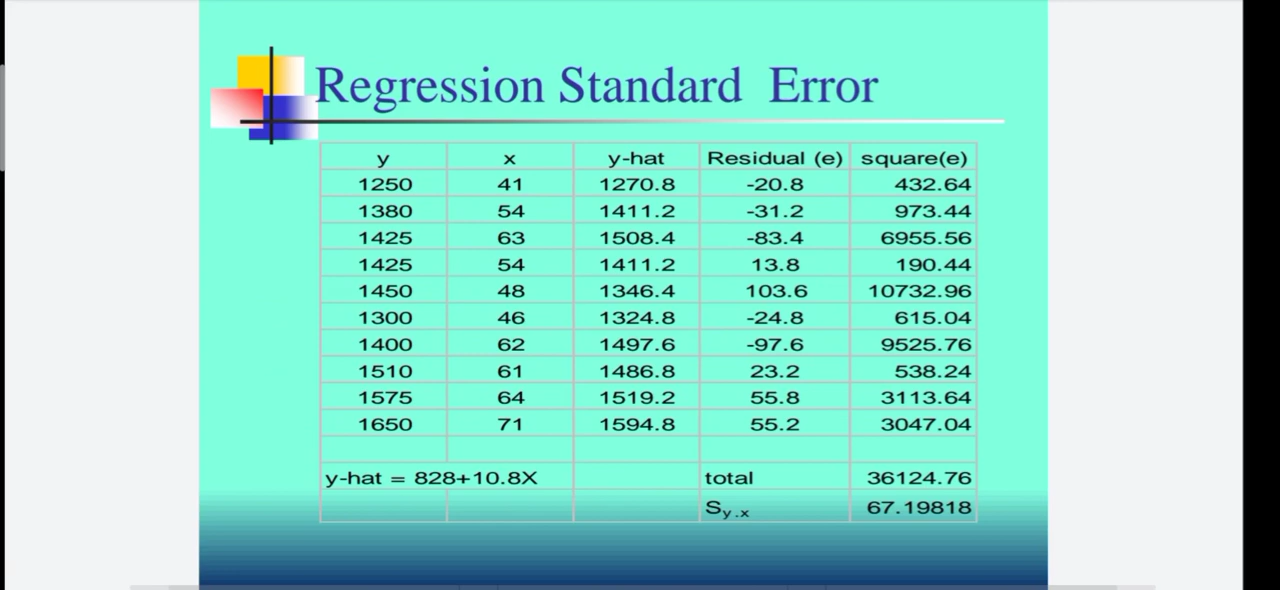 Regression Standard Error
y x y-hat Residual (e) square(e)
1250 41 1270.8 -20.8 432.64
1380 54 1411.2 -31.2 973.44
1425 63 1508.4 -83.4 6955.56
1425 54 1411.2 13.8 190.44
1450 48 1346.4 103.6 10732.96
1300 46 1324.8 -24.8 615.04
1400 62 1497.6 -97.6 9525.76
1510 61 1486.8 23.2 538.24
1575 64 1519.2 55.8 3113.64
1650 71 1594.8 55.2 3047.04
y-hat = 828+10.8X total 36124.76
Sy.x 67.19818